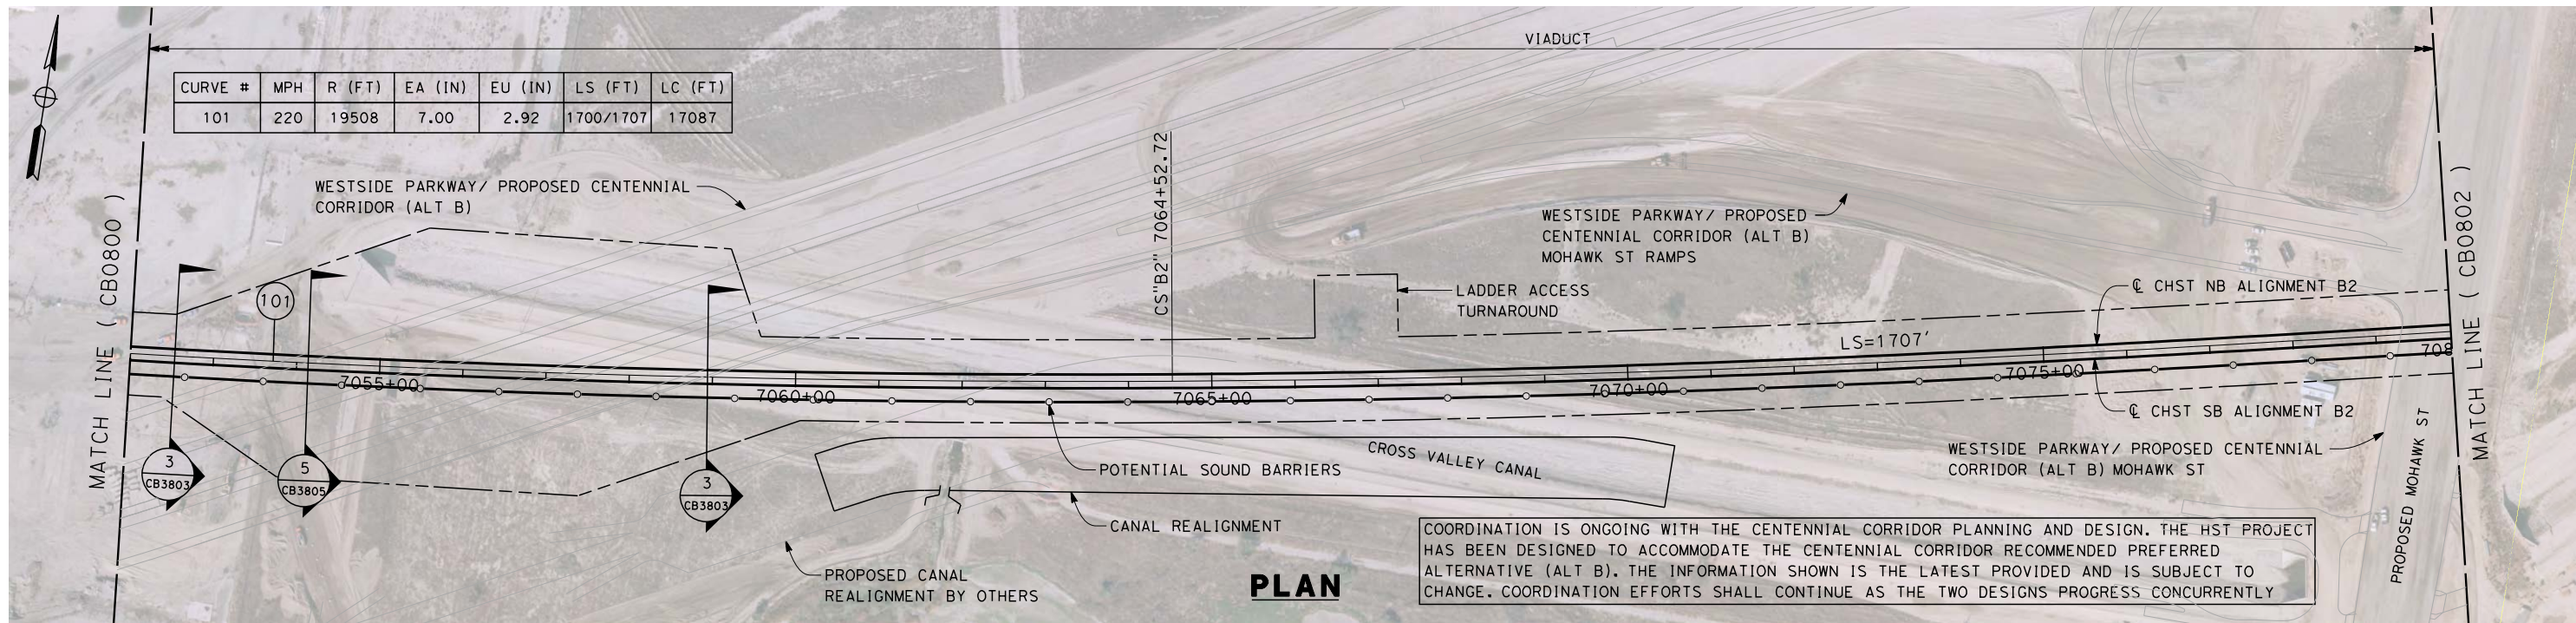 VIADUCT
CURVE # MPH R (FT) EA (IN) EU (IN) LS (FT) LC (FT)
101 220 19508 7.00 2.92 1700/1707 17087
WESTSIDE PARKWAY/ PROPOSED CENTENNIAL
CORRIDOR (ALT B)
CS"B2" 7064+52.72
WESTSIDE PARKWAY/ PROPOSED
CENTENNIAL CORRIDOR (ALT B)
MOHAWK ST RAMPS
MATCH LINE ( CB0800 )
MATCH LINE ( CB0802 )
101
LADDER ACCESS
TURNAROUND
℄ CHST NB ALIGNMENT B2
LS=1707'
7055+00
7060+00
7065+00
7070+00
7075+00
708
℄ CHST SB ALIGNMENT B2
3
CB3803
5
CB3805
3
CB3803
POTENTIAL SOUND BARRIERS
CROSS VALLEY CANAL
WESTSIDE PARKWAY/ PROPOSED CENTENNIAL
CORRIDOR (ALT B) MOHAWK ST
PROPOSED MOHAWK ST
CANAL REALIGNMENT
PROPOSED CANAL
REALIGNMENT BY OTHERS
PLAN
COORDINATION IS ONGOING WITH THE CENTENNIAL CORRIDOR PLANNING AND DESIGN. THE HST PROJECT
HAS BEEN DESIGNED TO ACCOMMODATE THE CENTENNIAL CORRIDOR RECOMMENDED PREFERRED
ALTERNATIVE (ALT B). THE INFORMATION SHOWN IS THE LATEST PROVIDED AND IS SUBJECT TO
CHANGE. COORDINATION EFFORTS SHALL CONTINUE AS THE TWO DESIGNS PROGRESS CONCURRENTLY